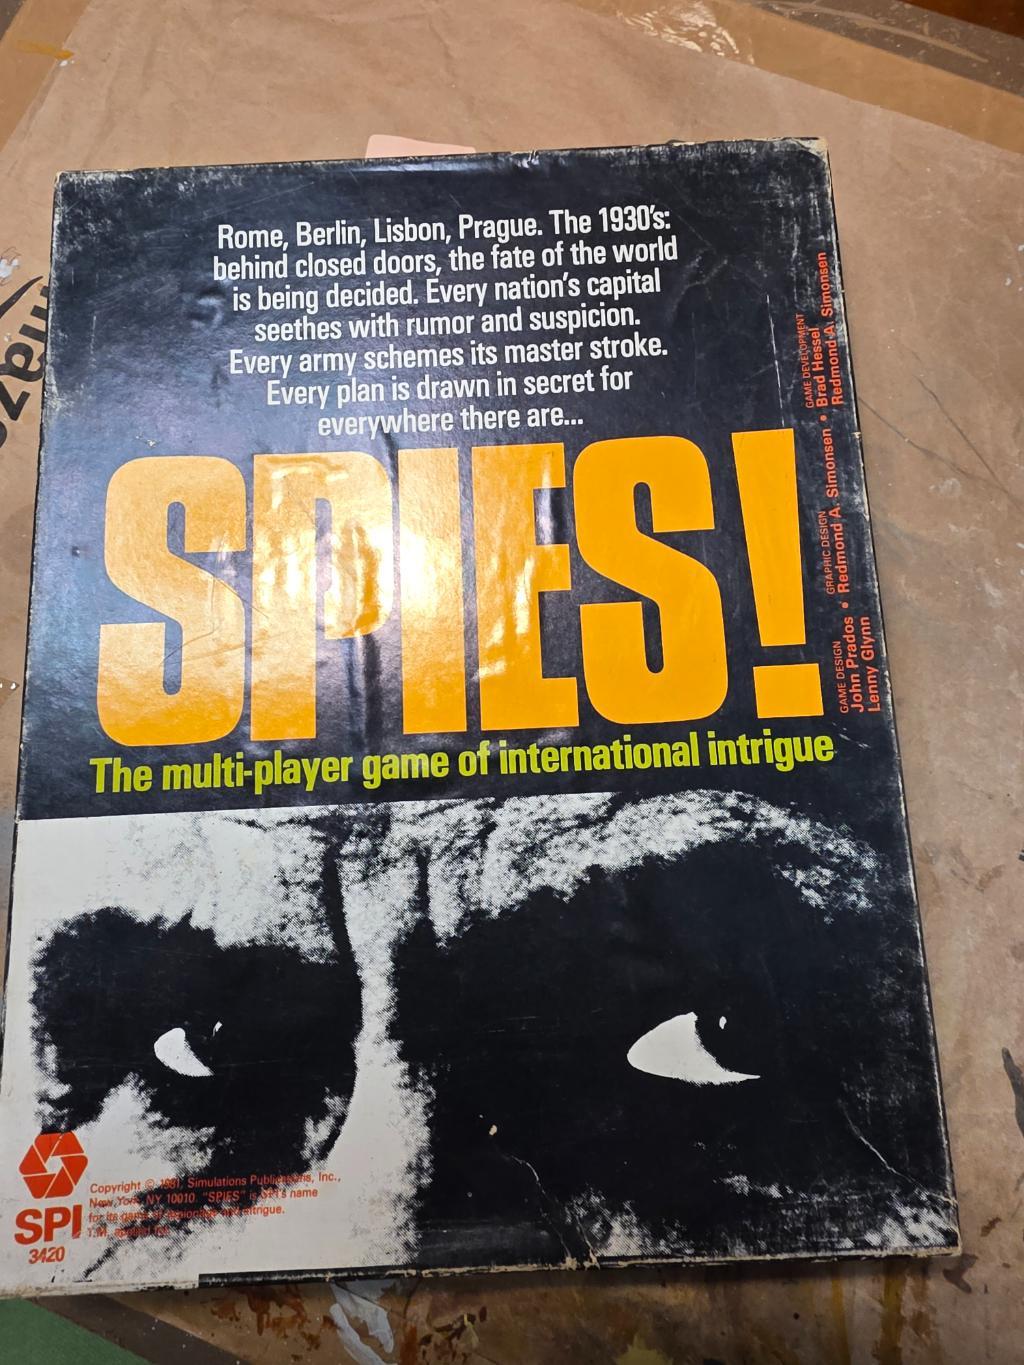 Rome, Berlin, Lisbon, Prague. The 1930's:
behind closed doors, the fate of the world
is being decided. Every nation's capital
seethes with rumor and suspicion.
Every army schemes its master stroke.
Every plan is drawn in secret for
everywhere there are...
SPIES!
The multi-player game of international intrigue
GAME DESIGN
John Prados •
Lenny Glynn
GRAPHIC DESIGN
Redmond A. Simonsen •
GAME DEVELOPMENT
Brad Hessel
Redmond A. Simonsen
SPI
3420
Copyright © 1981, Simulations Publications, Inc.,
New York, NY 10010. "SPIES" is SPI's name
for its game of espionage and intrigue.